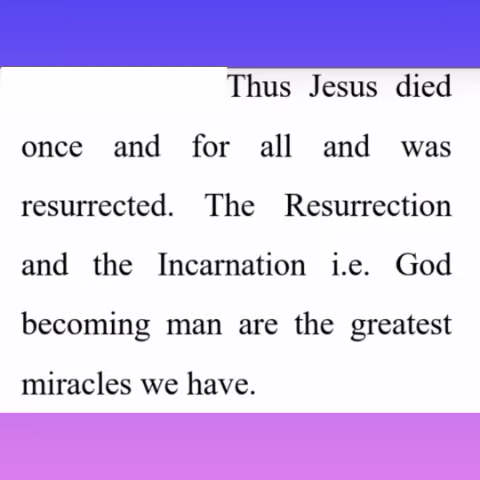 Thus Jesus died
once and for all and was
resurrected. The Resurrection
and the Incarnation i.e. God
becoming man are the greatest
miracles we have.